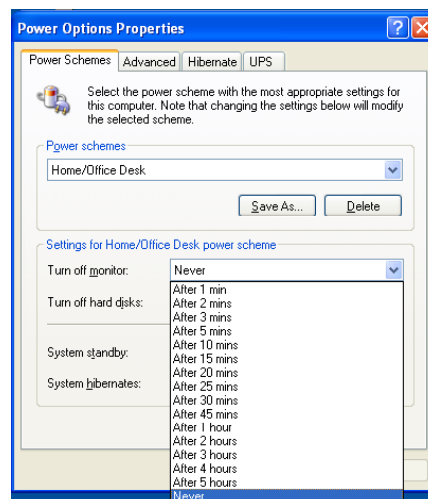 Power Options Properties
Power Schemes Advanced Hibernate UPS
Select the power scheme with the most appropriate settings for
this computer. Note that changing the settings below will modify
the selected scheme.
Power schemes
Home/Office Desk
Save As... Delete
Settings for Home/Office Desk power scheme
Turn off monitor: Never
After 1 min
After 2 mins
Turn off hard disks: After 3 mins
After 5 mins
After 10 mins
System standby: After 15 mins
After 20 mins
System hibernates: After 25 mins
After 30 mins
After 45 mins
After 1 hour
After 2 hours
After 3 hours
After 4 hours
After 5 hours
Never